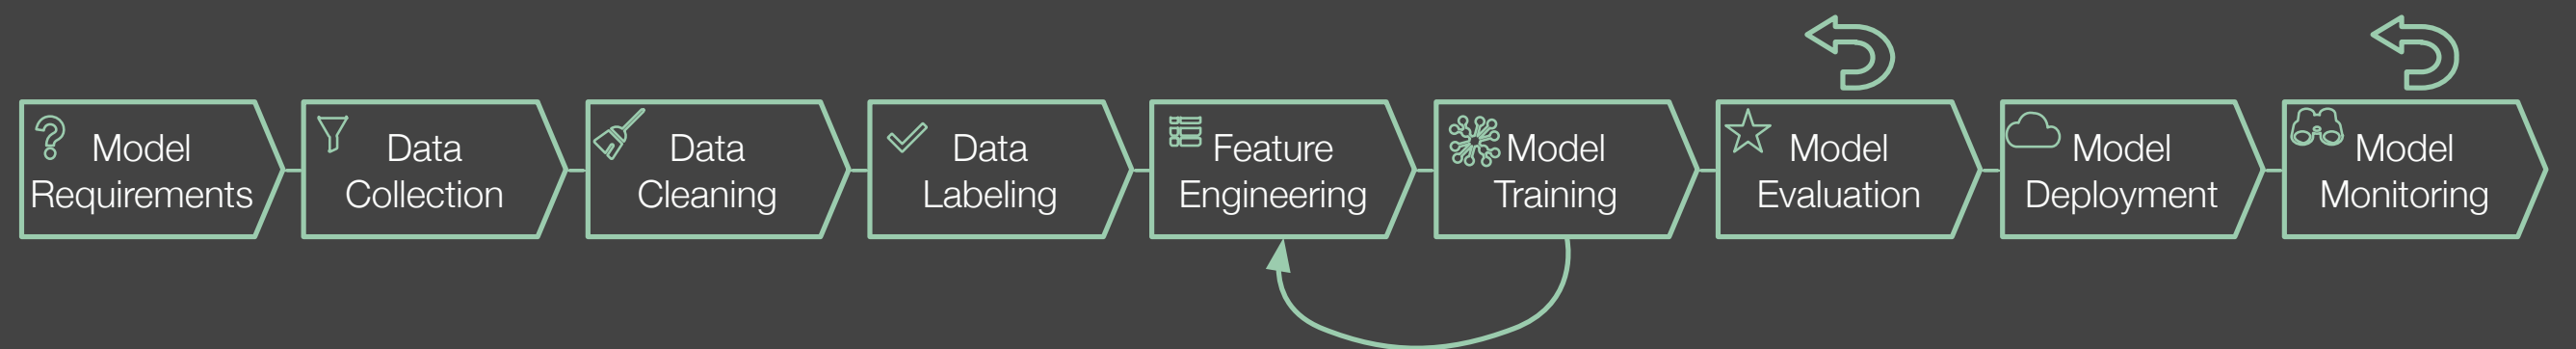 Model
Requirements
Data
Collection
Data
Cleaning
Data
Labeling
Feature
Engineering
Model
Training
Model
Evaluation
Model
Deployment
Model
Monitoring